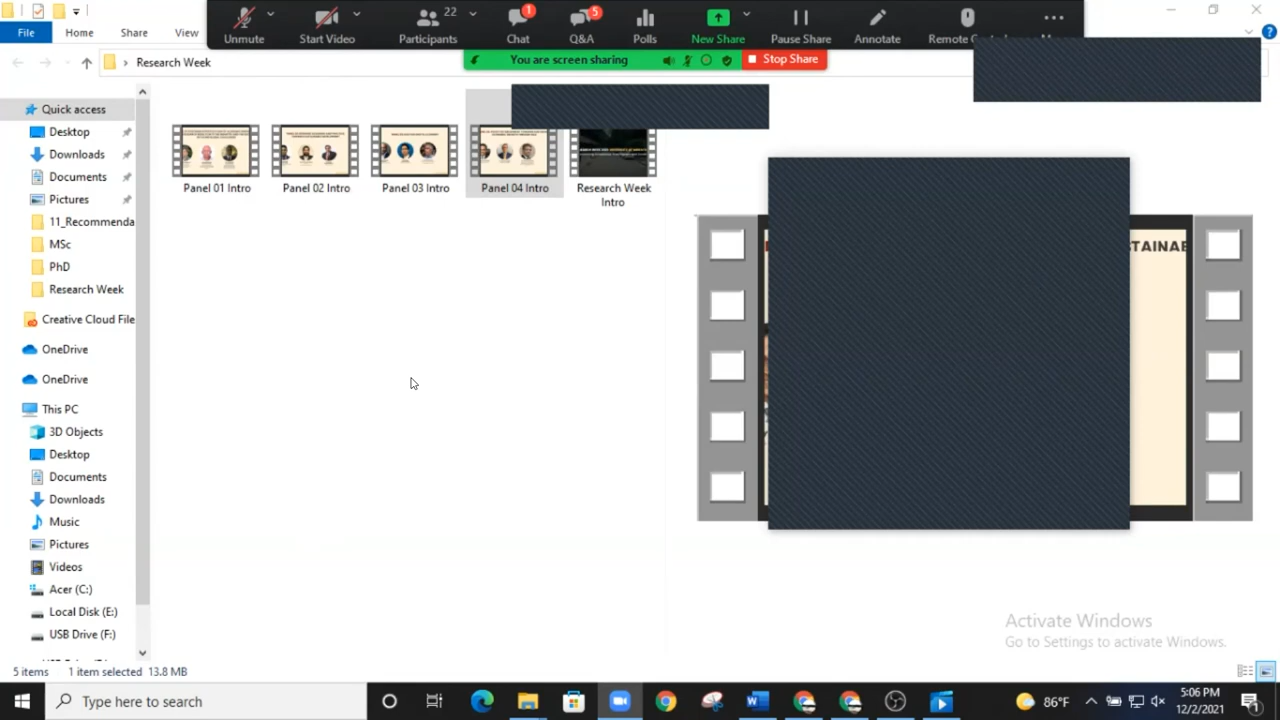 Unmute
Start Video
22
Participants
1
Chat
5
Q&A
Polls
New Share
Pause Share
Annotate
Remote
File
Home
Share
View
You are screen sharing
Stop Share
Research Week
Quick access
Desktop
Downloads
Documents
Pictures
11_Recommenda
MSc
PhD
Research Week
Creative Cloud File
OneDrive
OneDrive
This PC
3D Objects
Desktop
Documents
Downloads
Music
Pictures
Videos
Acer (C:)
Local Disk (E:)
USB Drive (F:)
Panel 01 Intro
Panel 02 Intro
Panel 03 Intro
Panel 04 Intro
Research Week
Intro
STAINAB
Activate Windows
Go to Settings to activate Windows.
5 items
1 item selected 13.8 MB
Type here to search
86°F
5:06 PM
12/2/2021
1